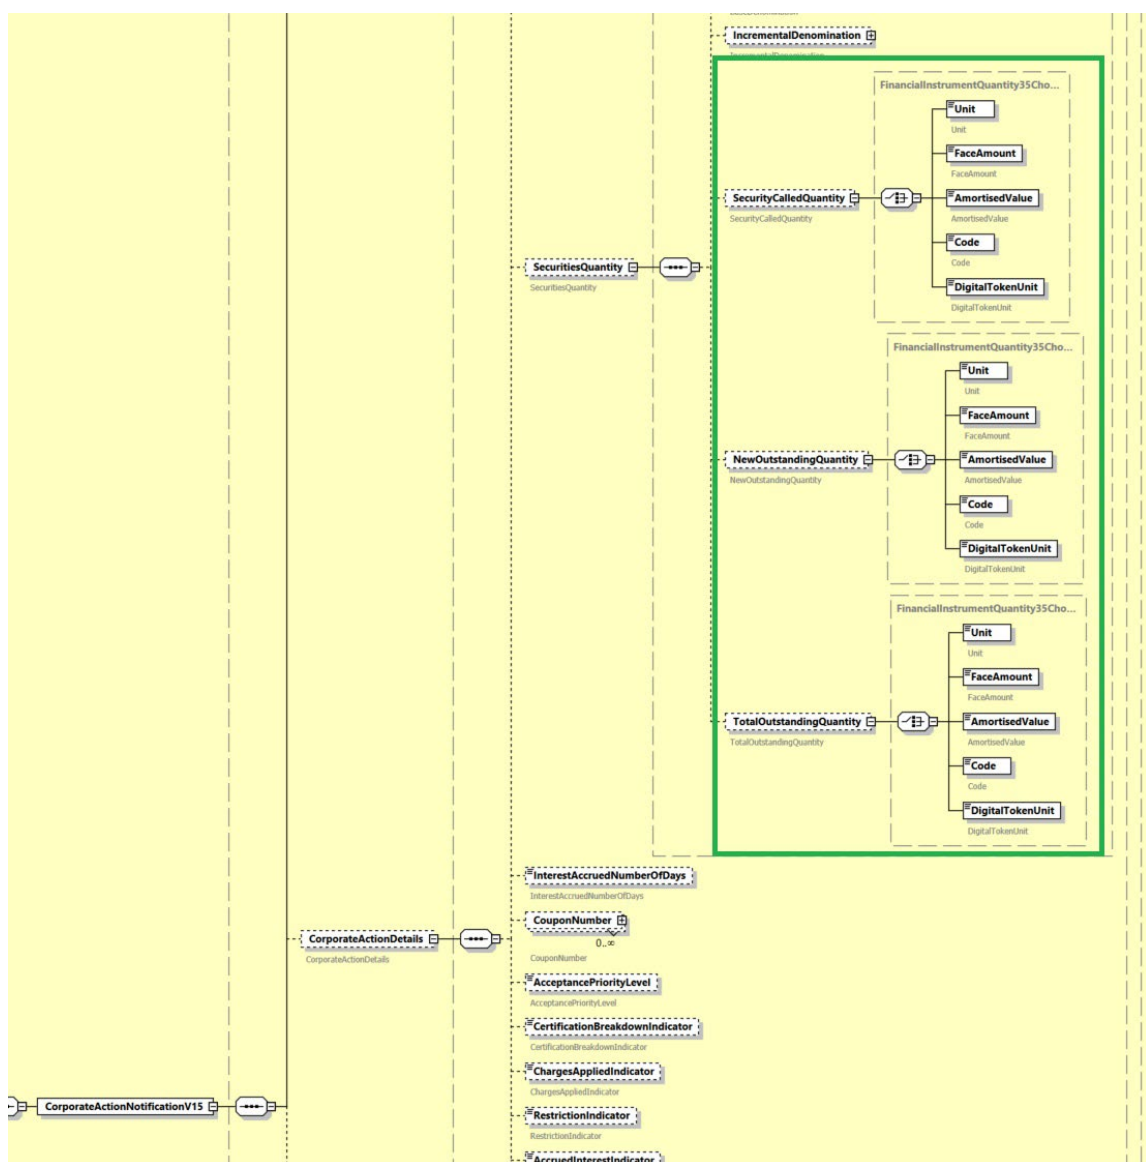 IncrementalDenomination
FinancialInstrumentQuantity35Cho...
Unit
Unit
FaceAmount
FaceAmount
SecurityCalledQuantity
SecurityCalledQuantity
AmortisedValue
AmortisedValue
Code
Code
DigitalTokenUnit
DigitalTokenUnit
SecuritiesQuantity
SecuritiesQuantity
FinancialInstrumentQuantity35Cho...
Unit
Unit
FaceAmount
FaceAmount
NewOutstandingQuantity
NewOutstandingQuantity
AmortisedValue
AmortisedValue
Code
Code
DigitalTokenUnit
DigitalTokenUnit
FinancialInstrumentQuantity35Cho...
Unit
Unit
FaceAmount
FaceAmount
TotalOutstandingQuantity
TotalOutstandingQuantity
AmortisedValue
AmortisedValue
Code
Code
DigitalTokenUnit
DigitalTokenUnit
InterestAccruedNumberOfDays
InterestAccruedNumberOfDays
CouponNumber
0..∞
CouponNumber
CorporateActionDetails
CorporateActionDetails
AcceptancePriorityLevel
AcceptancePriorityLevel
CertificationBreakdownIndicator
CertificationBreakdownIndicator
ChargesAppliedIndicator
ChargesAppliedIndicator
CorporateActionNotificationV15
RestrictionIndicator
RestrictionIndicator
AccruedInterestIndicator